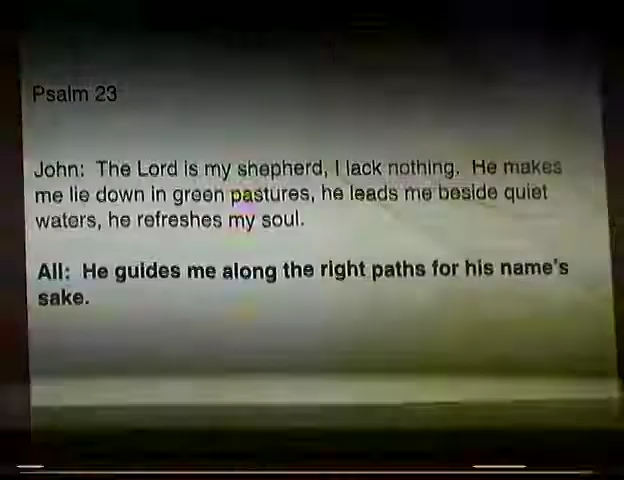 Psalm 23
John: The Lord is my shepherd, I lack nothing. He makes
me lie down in green pastures, he leads me beside quiet
waters, he refreshes my soul.
All: He guides me along the right paths for his name's
sake.